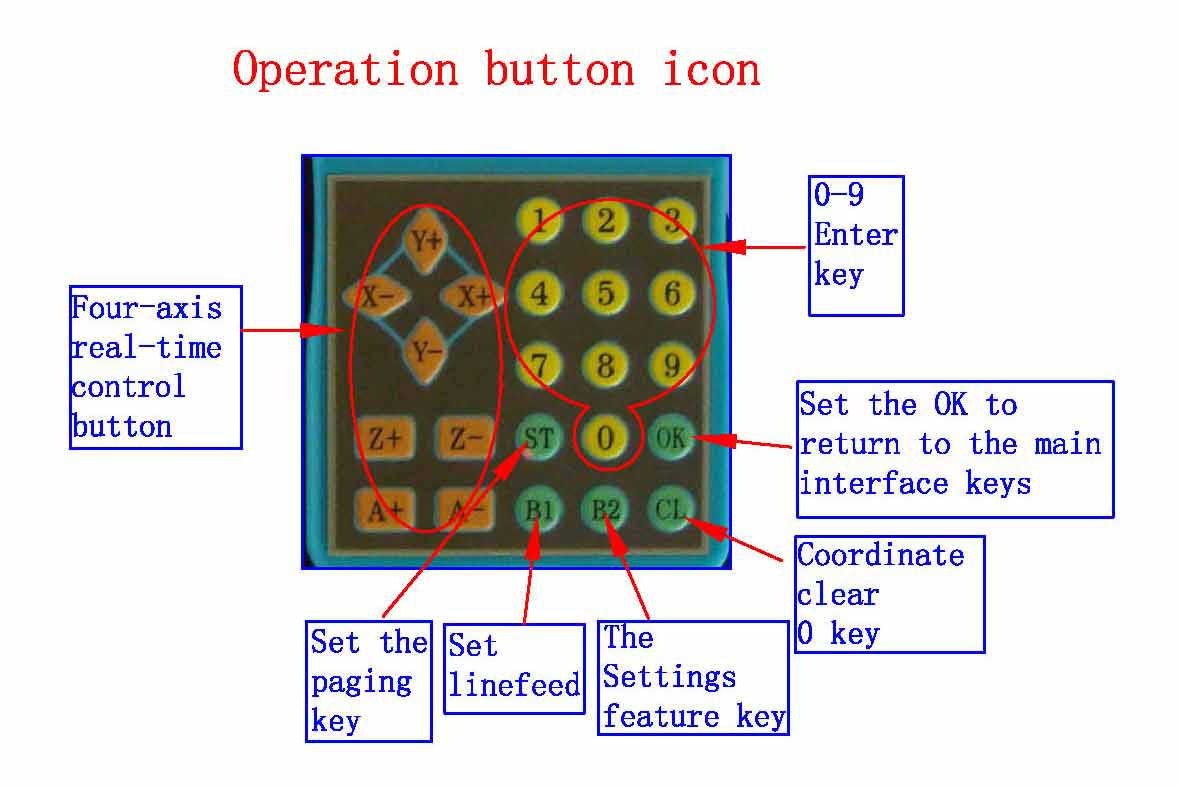 Operation button icon
0-9
Enter
key
Four-axis
real-time
control
button
Y+
X-
X+
Y-
Z+
Z-
A+
A-
1
2
3
4
5
6
7
8
9
ST
0
OK
B1
B2
CL
Set the OK to
return to the main
interface keys
Coordinate
clear
0 key
Set the
paging
key
Set
linefeed
The
Settings
feature key